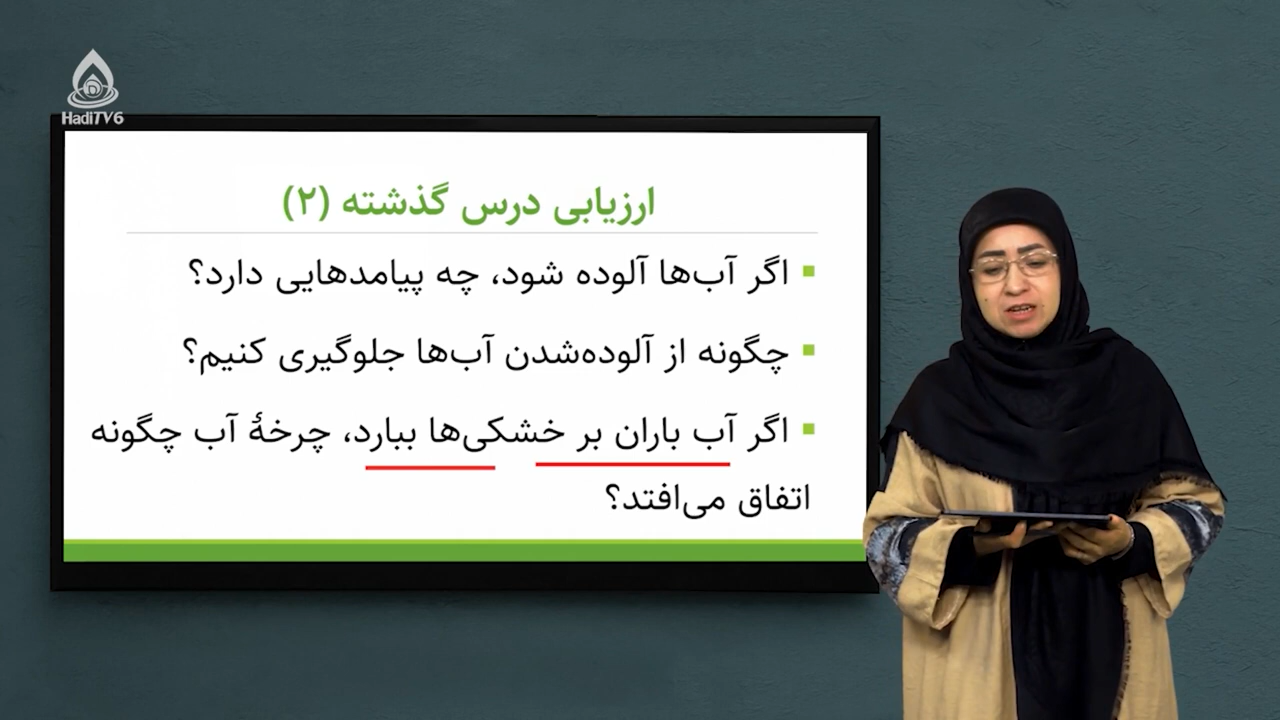 HadiTV6
ارزیابی درس گذشته (۲)
اگر آب‌ها آلوده شود، چه پیامدهایی دارد؟
چگونه از آلوده‌شدن آب‌ها جلوگیری کنیم؟
اگر آب باران بر خشکی‌ها ببارد، چرخهٔ آب چگونه
اتفاق می‌افتد؟